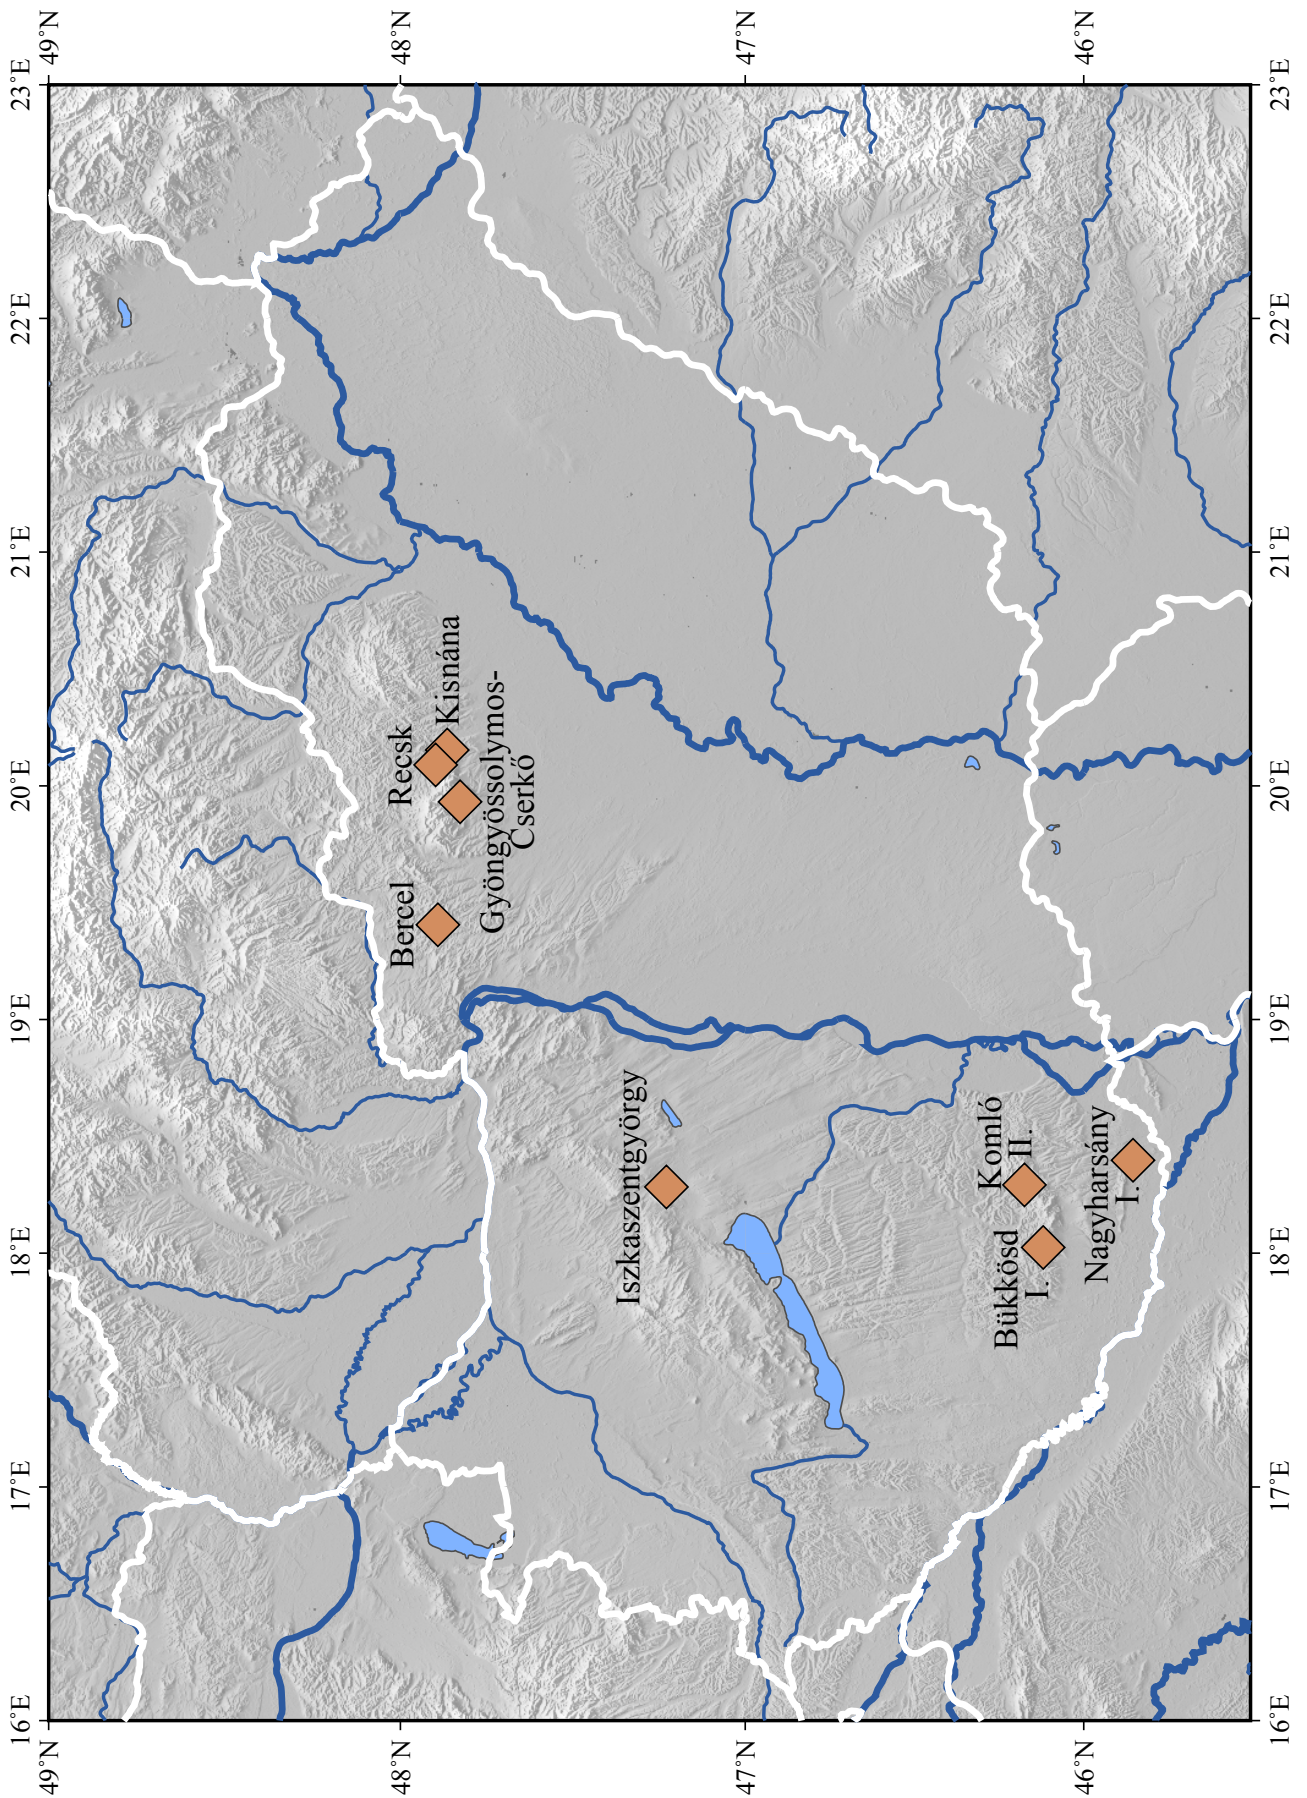 16˚E
17˚E
18˚E
19˚E
20˚E
21˚E
22˚E
23˚E
49˚N
49˚N
48˚N
48˚N
47˚N
47˚N
46˚N
46˚N
Recsk
Kisnána
Bercel
Gyöngyössolymos-
Cserkő
Iszkaszentgyörgy
Komló
II.
Bükkösd
I.
Nagyharsány
I.
16˚E
17˚E
18˚E
19˚E
20˚E
21˚E
22˚E
23˚E